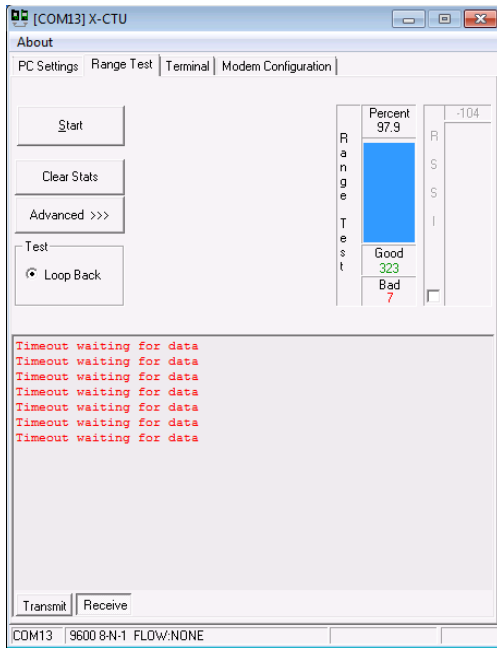 [COM13] X-CTU
About
PC Settings Range Test Terminal Modem Configuration
Start
Clear Stats
Advanced >>>
Test
Loop Back
Range Test
Percent
97.9
Good
323
Bad
7
-104
RSSI
Timeout waiting for data
Timeout waiting for data
Timeout waiting for data
Timeout waiting for data
Timeout waiting for data
Timeout waiting for data
Timeout waiting for data
Transmit Receive
COM13 9600 8-N-1 FLOW:NONE